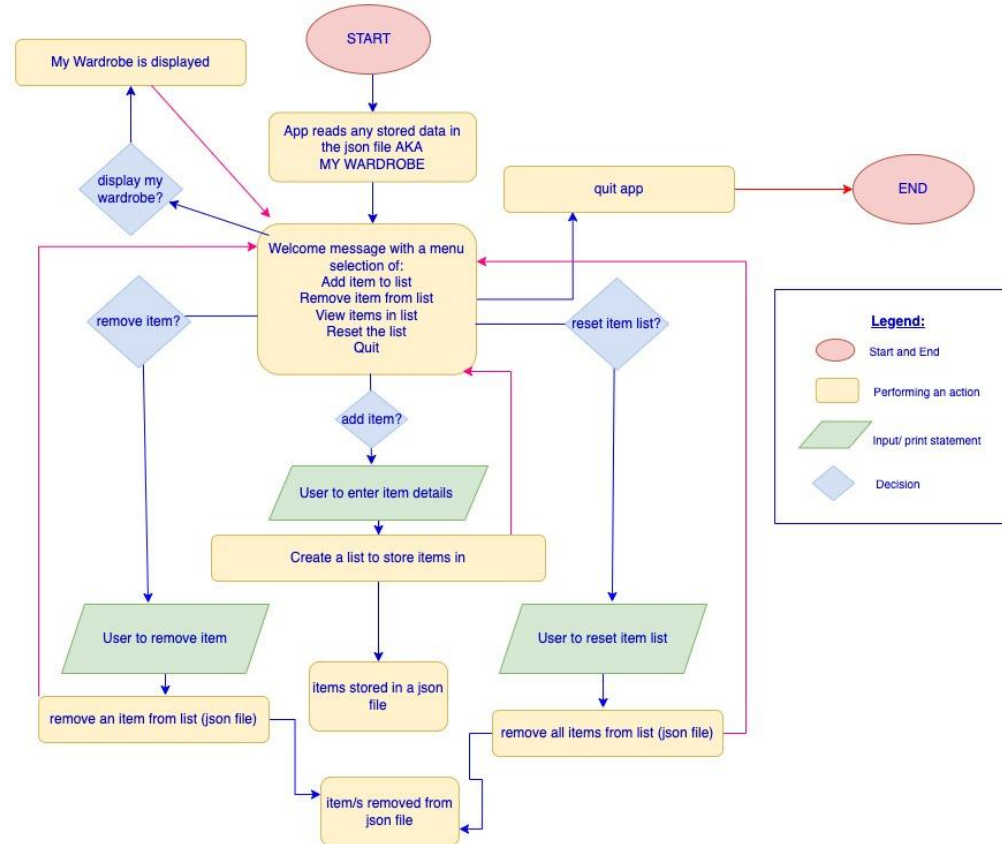 START
My Wardrobe is displayed
App reads any stored data in
the json file AKA
MY WARDROBE
display my
wardrobe?
quit app
END
Welcome message with a menu
selection of:
Add item to list
Remove item from list
View items in list
Reset the list
Quit
remove item?
reset item list?
add item?
Legend:
Start and End
Performing an action
Input/ print statement
Decision
User to enter item details
Create a list to store items in
User to remove item
User to reset item list
items stored in a json
file
remove an item from list (json file)
remove all items from list (json file)
item/s removed from
json file